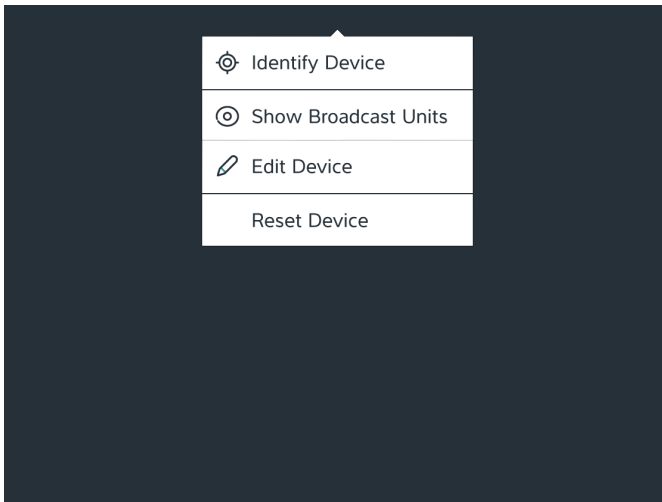 Identify Device
Show Broadcast Units
Edit Device
Reset Device